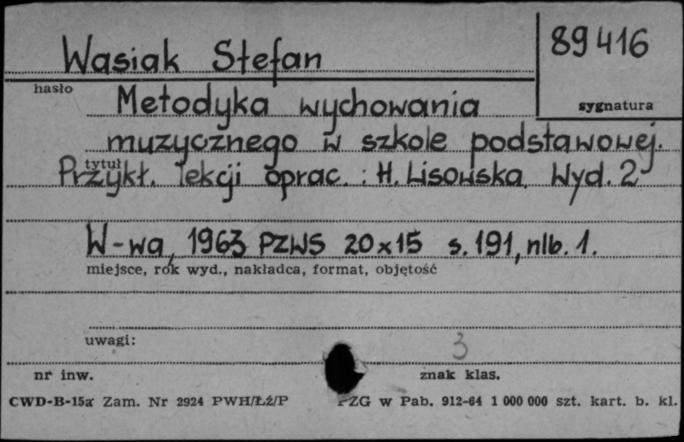 89416
Wasiak Stefan
hasło
sygnatura
Metodyka wychowania
muzycznego w szkole podstawowej.
tytuł
Przykł. lekcji oprac.: H. Lisowska. Wyd. 2
W-wa, 1963 PZWS 20x15 s. 191, nlb. 1.
miejsce, rok wyd., nakładca, format, objętość
uwagi:
3
nr inw.
znak klas.
CWD-B-15a Zam. Nr 2924 PWH/Łź/P PZG w Pab. 912-64 1 000 000 szt. kart. b. kl.